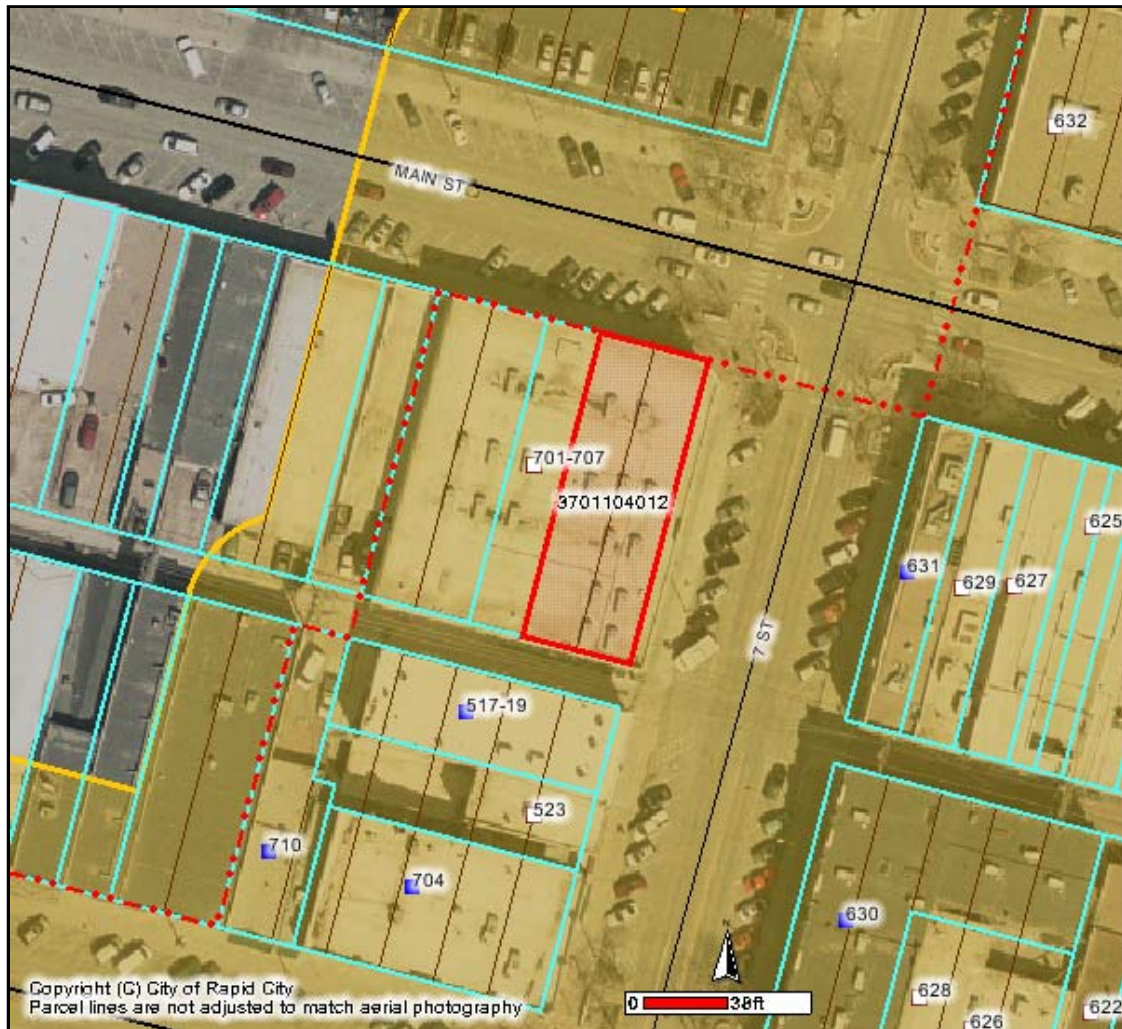 632
MAIN ST
701-707
3701104012
625
631
629
627
7 ST
517-19
523
710
704
630
628
626
622
N
Copyright (C) City of Rapid City
Parcel lines are not adjusted to match aerial photography
0 38ft